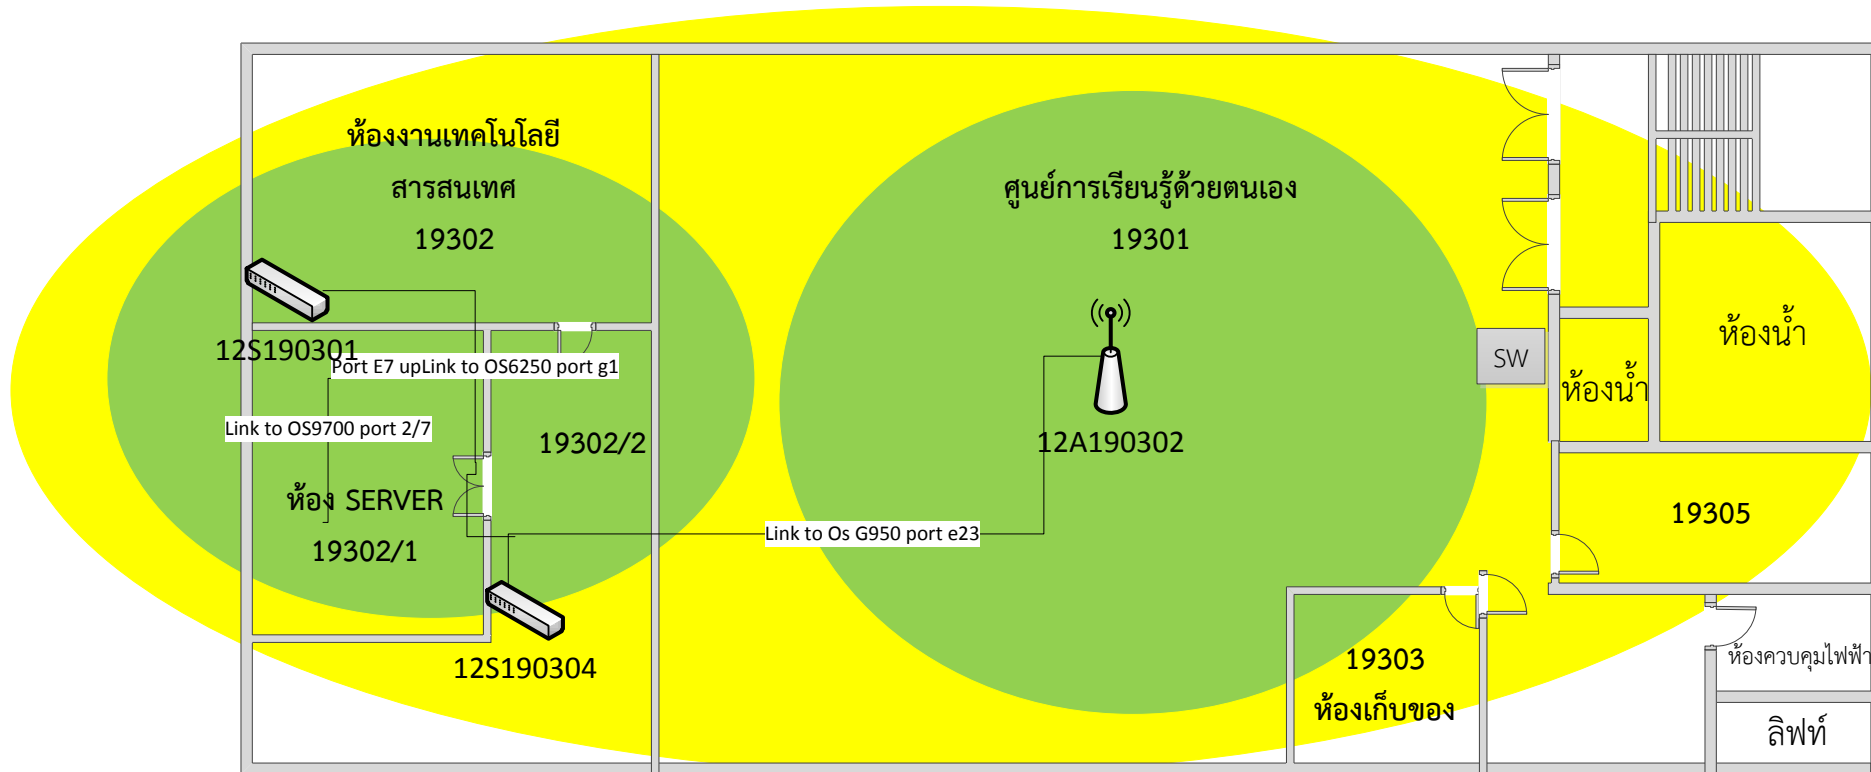 ห้องงานเทคโนโลยี
สารสนเทศ
19302
ศูนย์การเรียนรู้ด้วยตนเอง
19301
12S190301
Port E7 upLink to OS6250 port g1
Link to OS9700 port 2/7
19302/2
ห้อง SERVER
19302/1
12A190302
SW
ห้องน้ำ
ห้องน้ำ
Link to Os G950 port e23
19305
12S190304
19303
ห้องเก็บของ
ห้องควบคุมไฟฟ้า
ลิฟท์